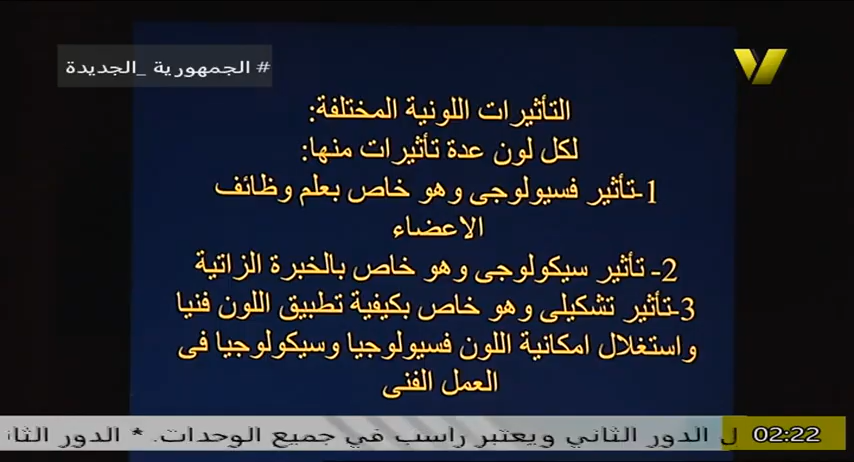 # الجمهورية _الجديدة
التأثيرات اللونية المختلفة:
لكل لون عدة تأثيرات منها:
1-تأثير فسيولوجى وهو خاص بعلم وظائف
الاعضاء
2- تأثير سيكولوجى وهو خاص بالخبرة الزاتية
3-تأثير تشكيلى وهو خاص بكيفية تطبيق اللون فنيا
واستغلال امكانية اللون فسيولوجيا وسيكولوجيا فى
العمل الفنى
الدور الثاني ويعتبر راسب في جميع الوحدات. * الدور
02:22